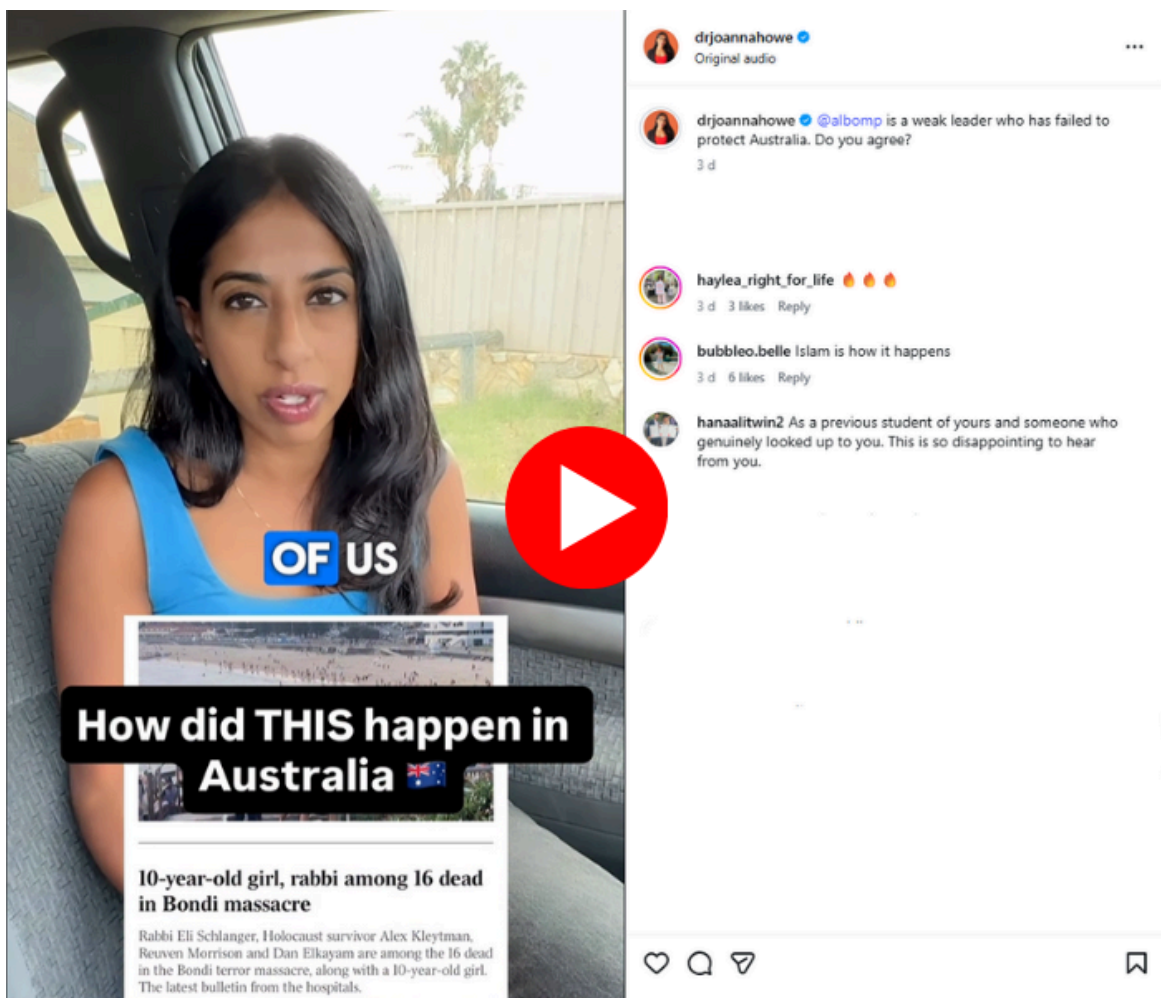 OF US
How did THIS happen in
Australia 🇦🇺
10-year-old girl, rabbi among 16 dead
in Bondi massacre
Rabbi Eli Schlanger, Holocaust survivor Alex Kleytman,
Reuven Morrison and Dan Elkayam are among the 16 dead
in the Bondi terror massacre, along with a 10-year-old girl.
The latest bulletin from the hospitals.
drjoannahowe
Original audio
drjoannahowe @albomp is a weak leader who has failed to
protect Australia. Do you agree?
3 d
haylea_right_for_life 🔥 🔥 🔥
3 d 3 likes Reply
bubbleo.belle Islam is how it happens
3 d 6 likes Reply
hanaalitwin2 As a previous student of yours and someone who
genuinely looked up to you. This is so disappointing to hear
from you.